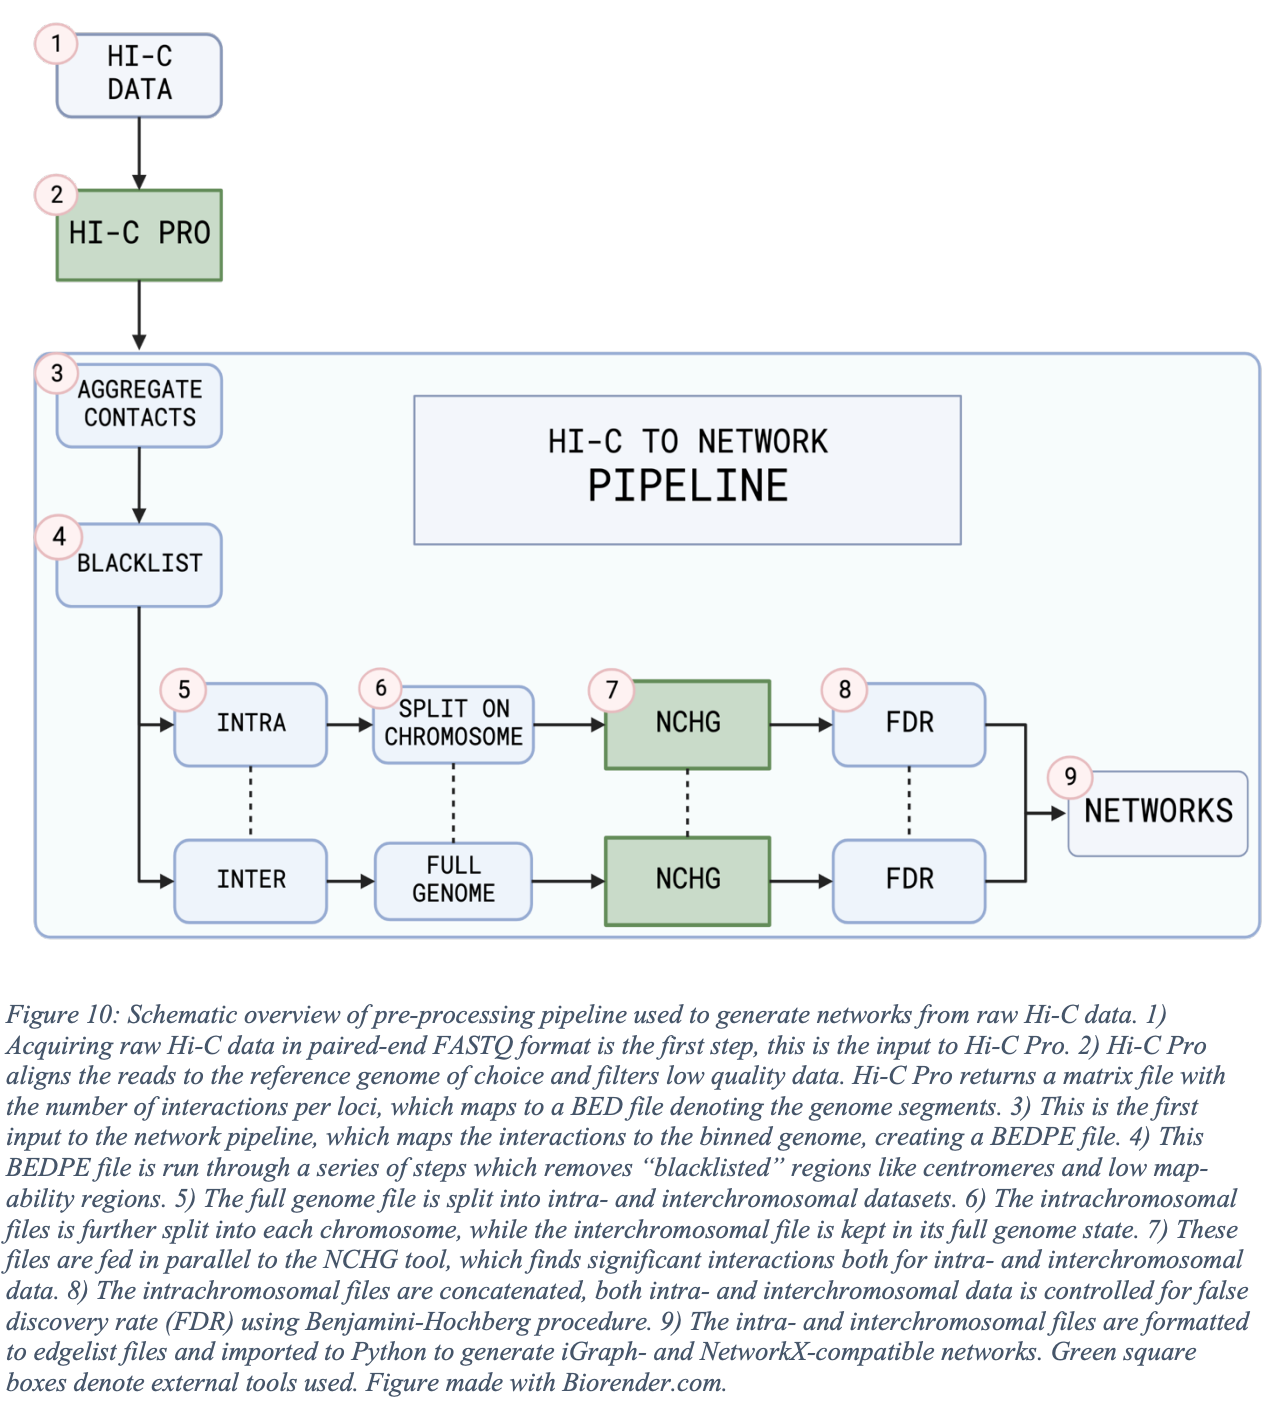 1
HI-C
DATA
2
HI-C PRO
3
AGGREGATE
CONTACTS
HI-C TO NETWORK
PIPELINE
4
BLACKLIST
5
INTRA
6
SPLIT ON
CHROMOSOME
7
NCHG
8
FDR
9
NETWORKS
INTER
FULL
GENOME
NCHG
FDR
Figure 10: Schematic overview of pre-processing pipeline used to generate networks from raw Hi-C data. 1)
Acquiring raw Hi-C data in paired-end FASTQ format is the first step, this is the input to Hi-C Pro. 2) Hi-C Pro
aligns the reads to the reference genome of choice and filters low quality data. Hi-C Pro returns a matrix file with
the number of interactions per loci, which maps to a BED file denoting the genome segments. 3) This is the first
input to the network pipeline, which maps the interactions to the binned genome, creating a BEDPE file. 4) This
BEDPE file is run through a series of steps which removes “blacklisted” regions like centromeres and low map-
ability regions. 5) The full genome file is split into intra- and interchromosomal datasets. 6) The intrachromosomal
files is further split into each chromosome, while the interchromosomal file is kept in its full genome state. 7) These
files are fed in parallel to the NCHG tool, which finds significant interactions both for intra- and interchromosomal
data. 8) The intrachromosomal files are concatenated, both intra- and interchromosomal data is controlled for false
discovery rate (FDR) using Benjamini-Hochberg procedure. 9) The intra- and interchromosomal files are formatted
to edgelist files and imported to Python to generate iGraph- and NetworkX-compatible networks. Green square
boxes denote external tools used. Figure made with Biorender.com.